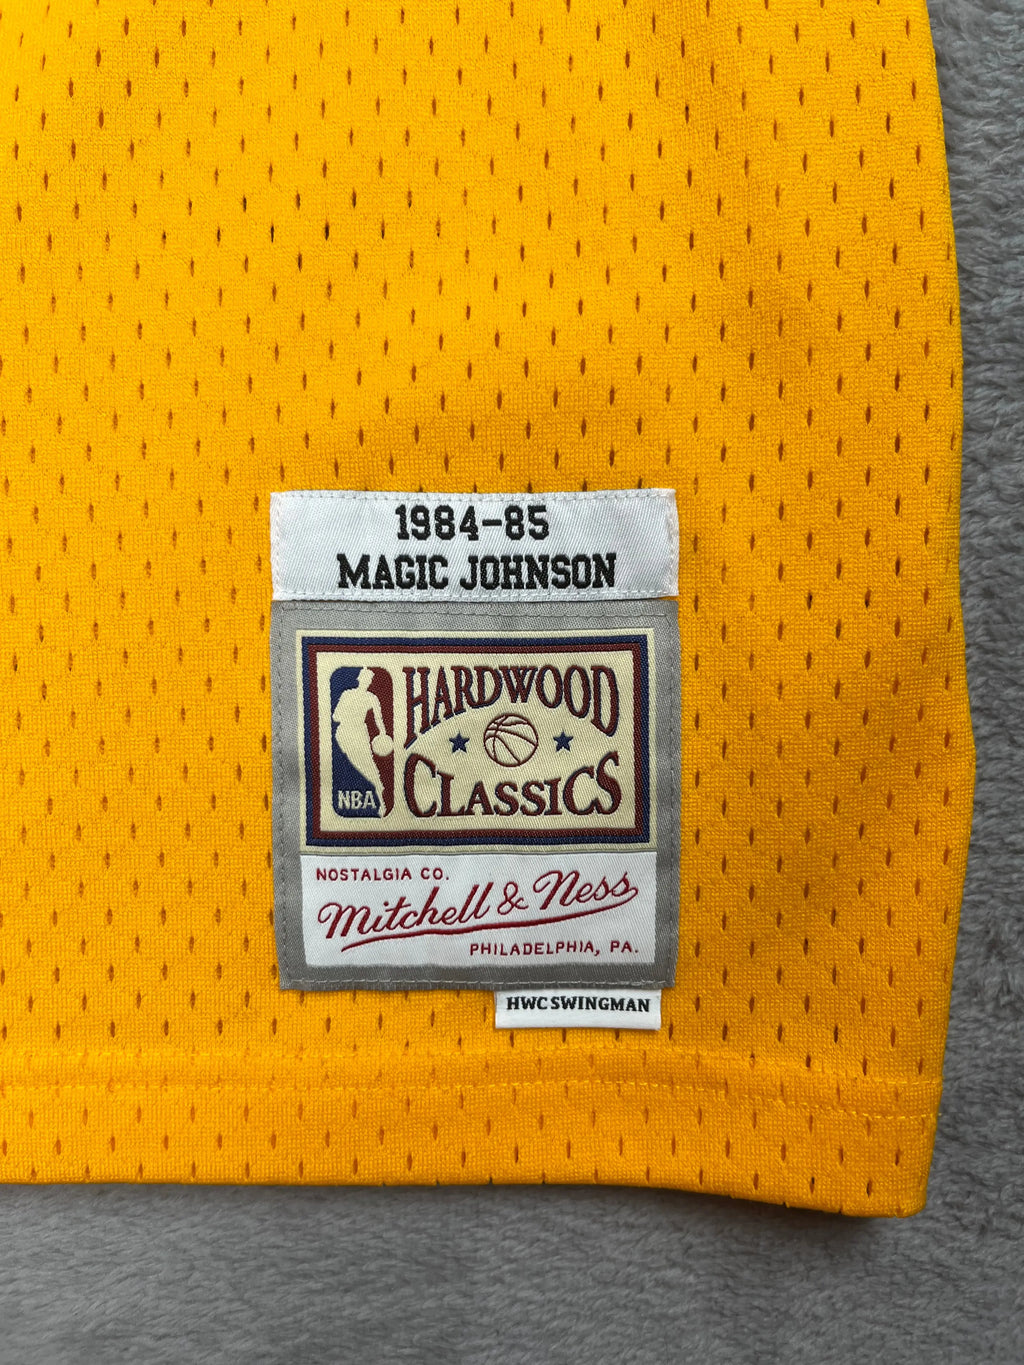 1984-85
MAGIC JOHNSON
HARDWOOD
CLASSICS
NBA
NOSTALGIA CO.
Mitchell & Ness
PHILADELPHIA, PA.
HWC SWINGMAN